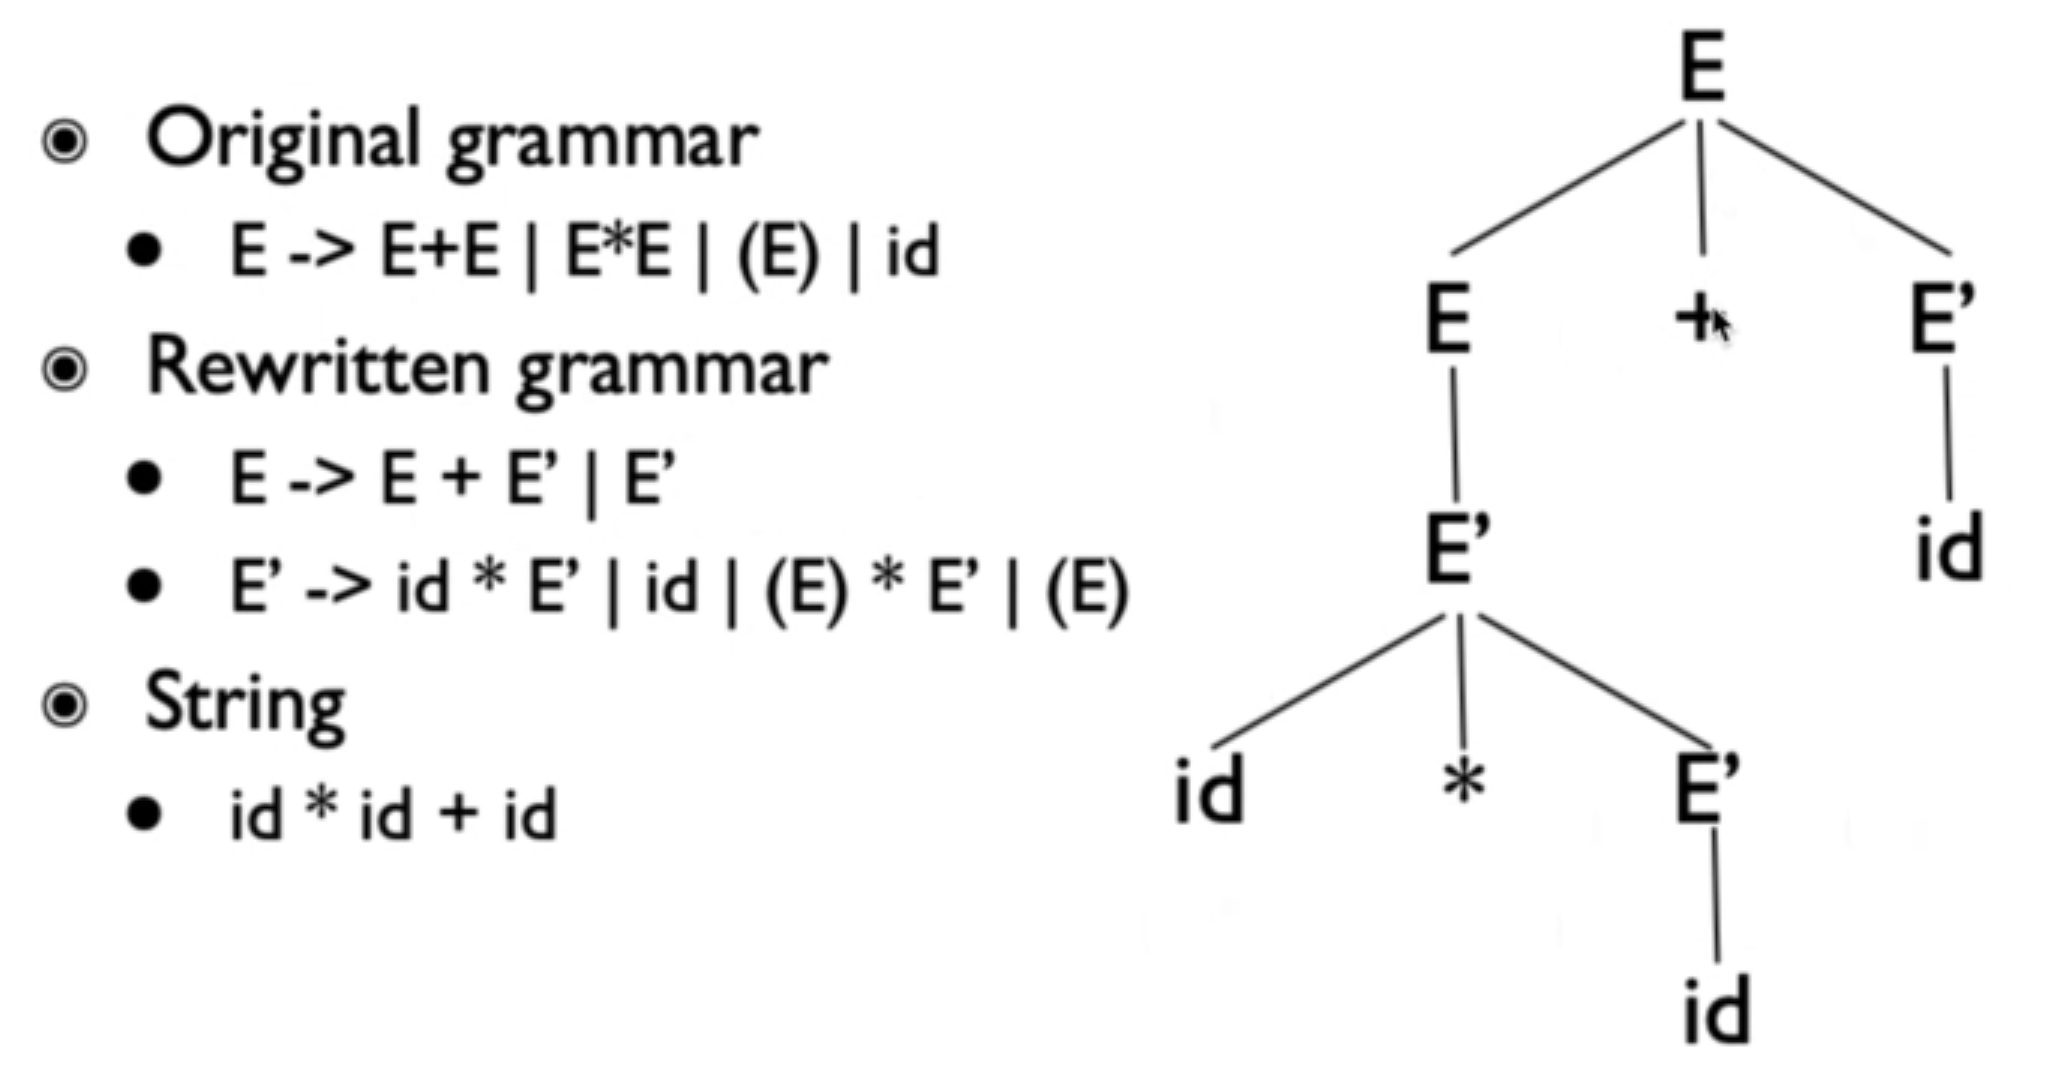 Original grammar
E -> E+E | E*E | (E) | id
Rewritten grammar
E -> E + E’ | E’
E’ -> id * E’ | id | (E) * E’ | (E)
String
id * id + id
E
E + E’
E’ id
id * E’
id